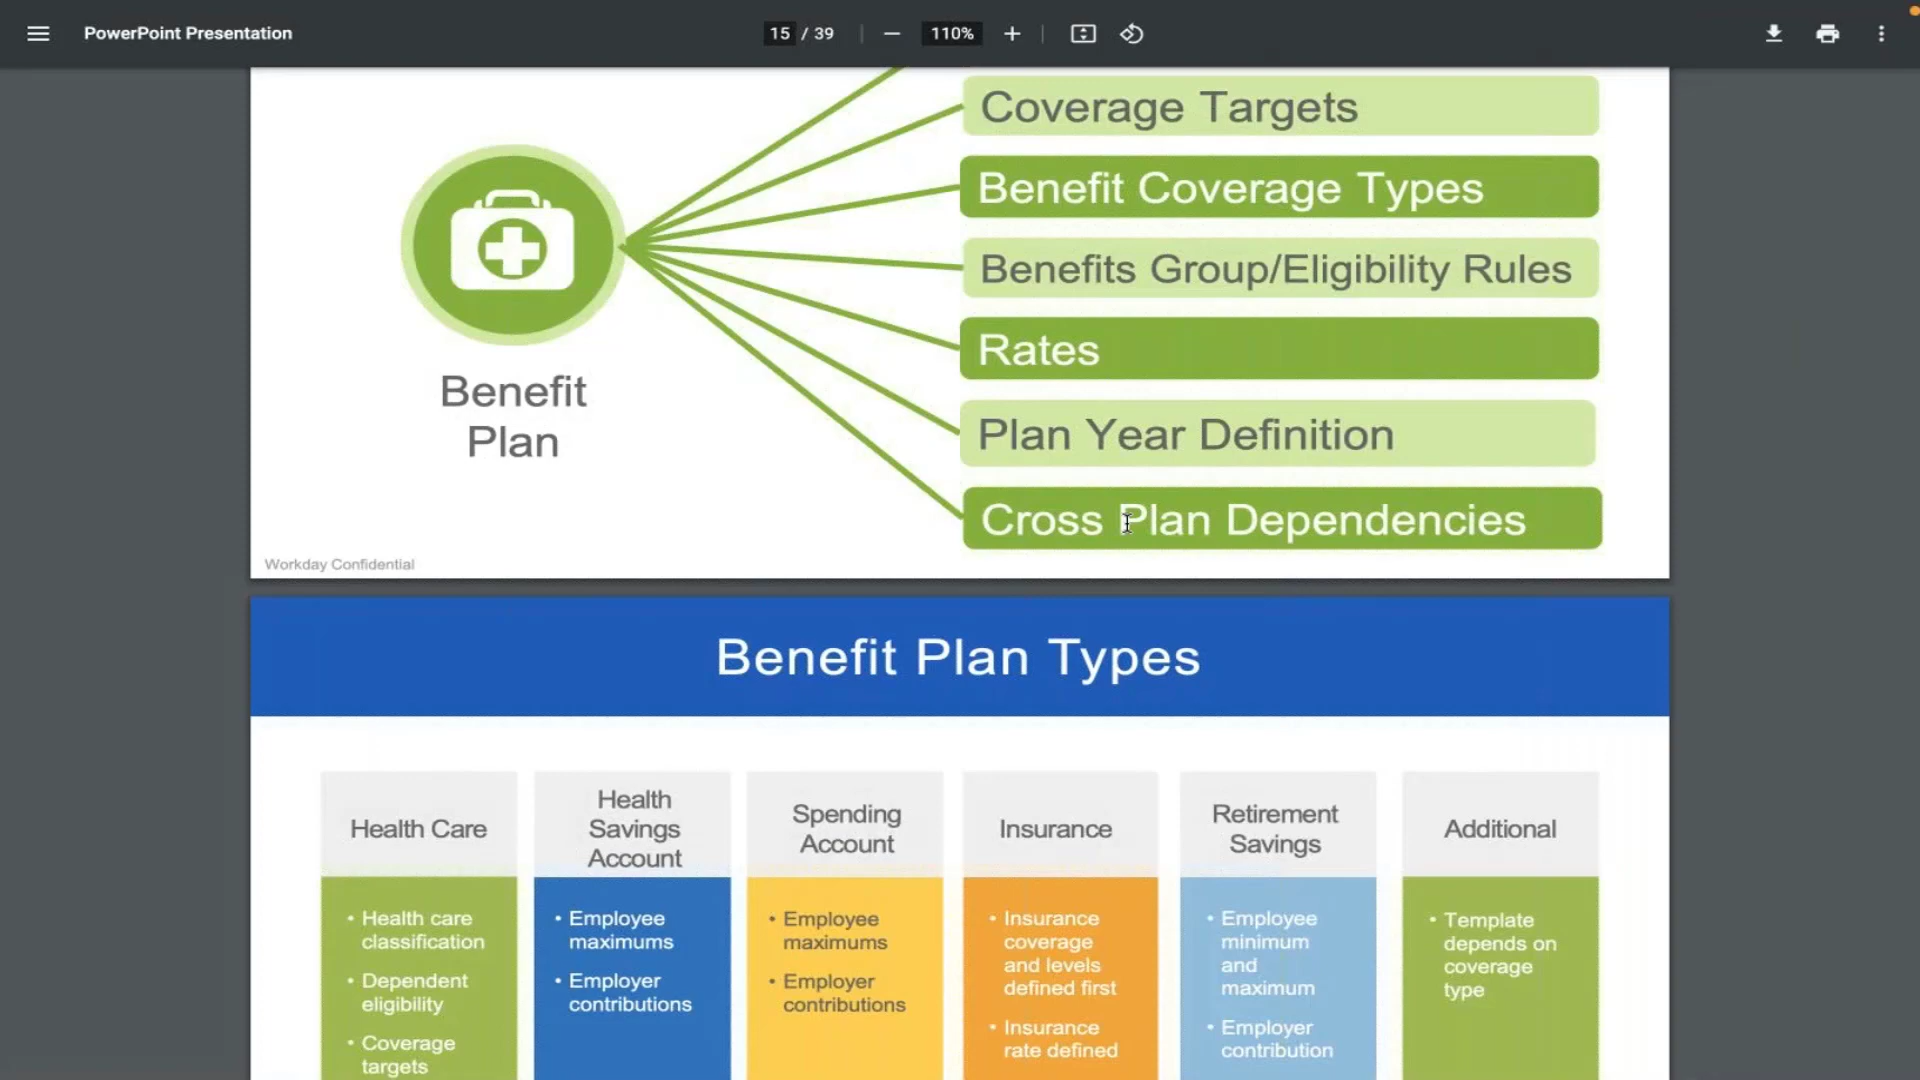 PowerPoint Presentation
15 / 39
110%
Coverage Targets
Benefit Coverage Types
Benefits Group/Eligibility Rules
Rates
Plan Year Definition
Cross Plan Dependencies
Benefit
Plan
Workday Confidential
Benefit Plan Types
Health Care
• Health care
classification
• Dependent
eligibility
• Coverage
targets
Health
Savings
Account
• Employee
maximums
• Employer
contributions
Spending
Account
• Employee
maximums
• Employer
contributions
Insurance
• Insurance
coverage
and levels
defined first
• Insurance
rate defined
Retirement
Savings
• Employee
minimum
and
maximum
• Employer
contribution
Additional
• Template
depends on
coverage
type